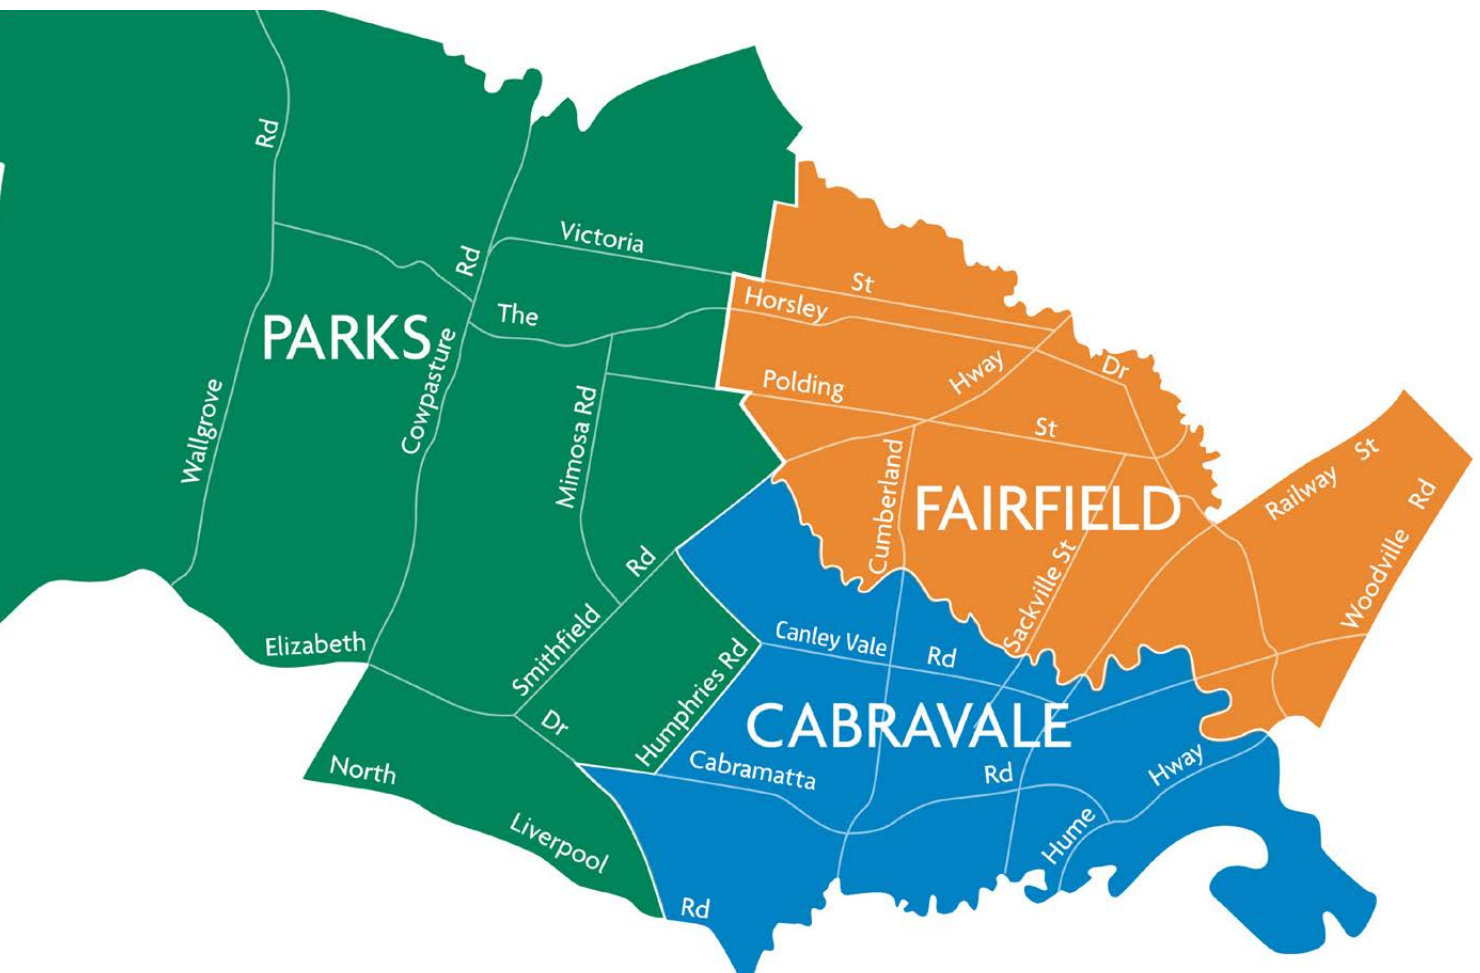 Rd
Victoria
Rd
St
The
Horsley
PARKS
Cowpasture
Hway
Dr
Polding
Wallgrove
Mimosa Rd
St
Cumberland
St
Railway
Rd
FAIRFIELD
Woodville
Rd
Sackville St
Smithfield
Elizabeth
Canley Vale
Rd
Humphries Rd
Dr
CABRAVALE
North
Cabramatta
Rd
Hway
Hume
Liverpool
Rd